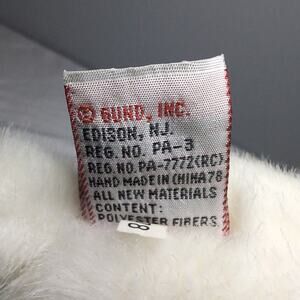 © GUND, INC.
EDISON, NJ.
REG. NO. PA-3
REG. NO. PA-7772(RC)
HAND MADE IN CHINA 78
ALL NEW MATERIALS
CONTENT:
POLYESTER FIBERS
8